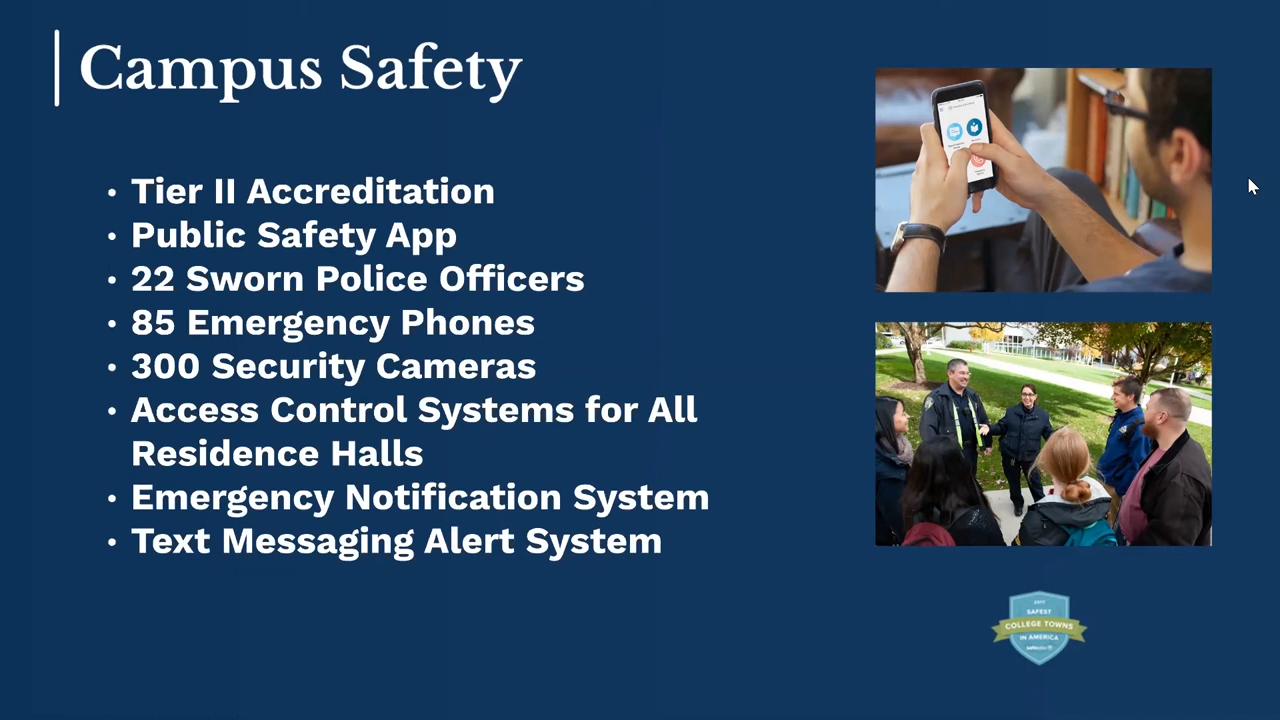 Campus Safety
• Tier II Accreditation
• Public Safety App
• 22 Sworn Police Officers
• 85 Emergency Phones
• 300 Security Cameras
• Access Control Systems for All
Residence Halls
• Emergency Notification System
• Text Messaging Alert System
SAFEST
COLLEGE TOWNS
IN AMERICA